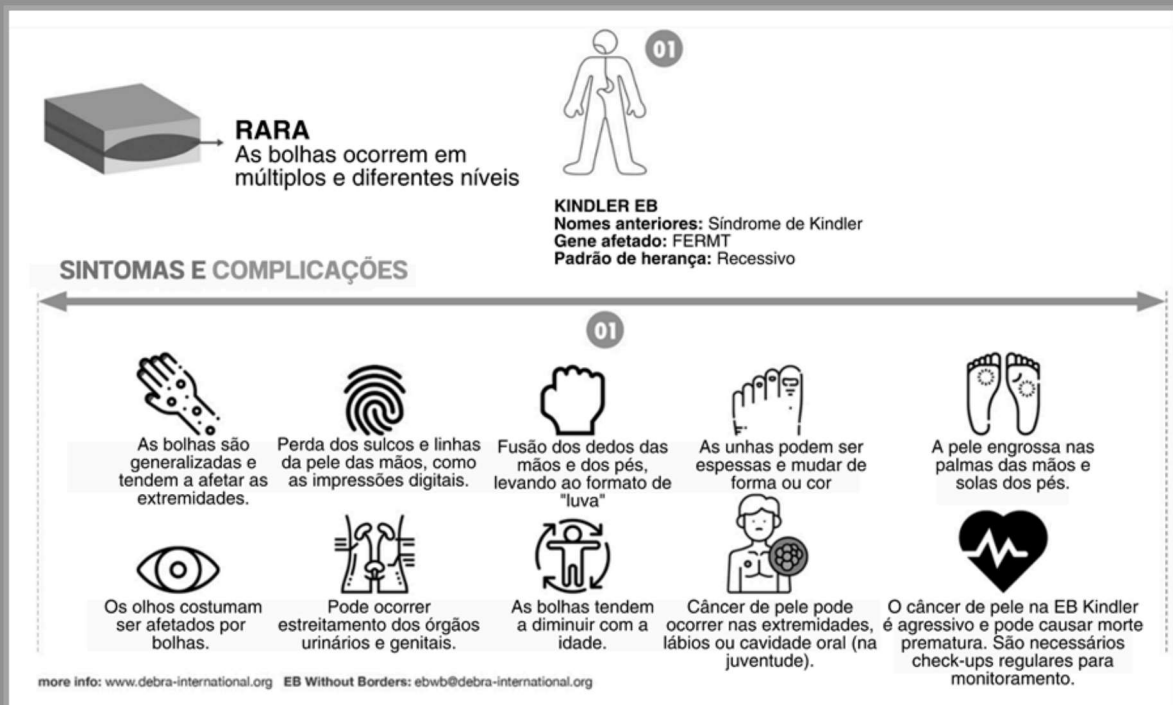 01
RARA
As bolhas ocorrem em
múltiplos e diferentes níveis
KINDLER EB
Nomes anteriores: Síndrome de Kindler
Gene afetado: FERMT
Padrão de herança: Recessivo
SINTOMAS E COMPLICAÇÕES
01
As bolhas são
generalizadas e
tendem a afetar as
extremidades.
Perda dos sulcos e linhas
da pele das mãos, como
as impressões digitais.
Fusão dos dedos das
mãos e dos pés,
levando ao formato de
"luva"
As unhas podem ser
espessas e mudar de
forma ou cor
A pele engrossa nas
palmas das mãos e
solas dos pés.
Os olhos costumam
ser afetados por
bolhas.
Pode ocorrer
estreitamento dos órgãos
urinários e genitais.
As bolhas tendem
a diminuir com a
idade.
Câncer de pele pode
ocorrer nas extremidades,
lábios ou cavidade oral (na
juventude).
O câncer de pele na EB Kindler
é agressivo e pode causar morte
prematura. São necessários
check-ups regulares para
monitoramento.
more info: www.debra-international.org EB Without Borders: ebwb@debra-international.org